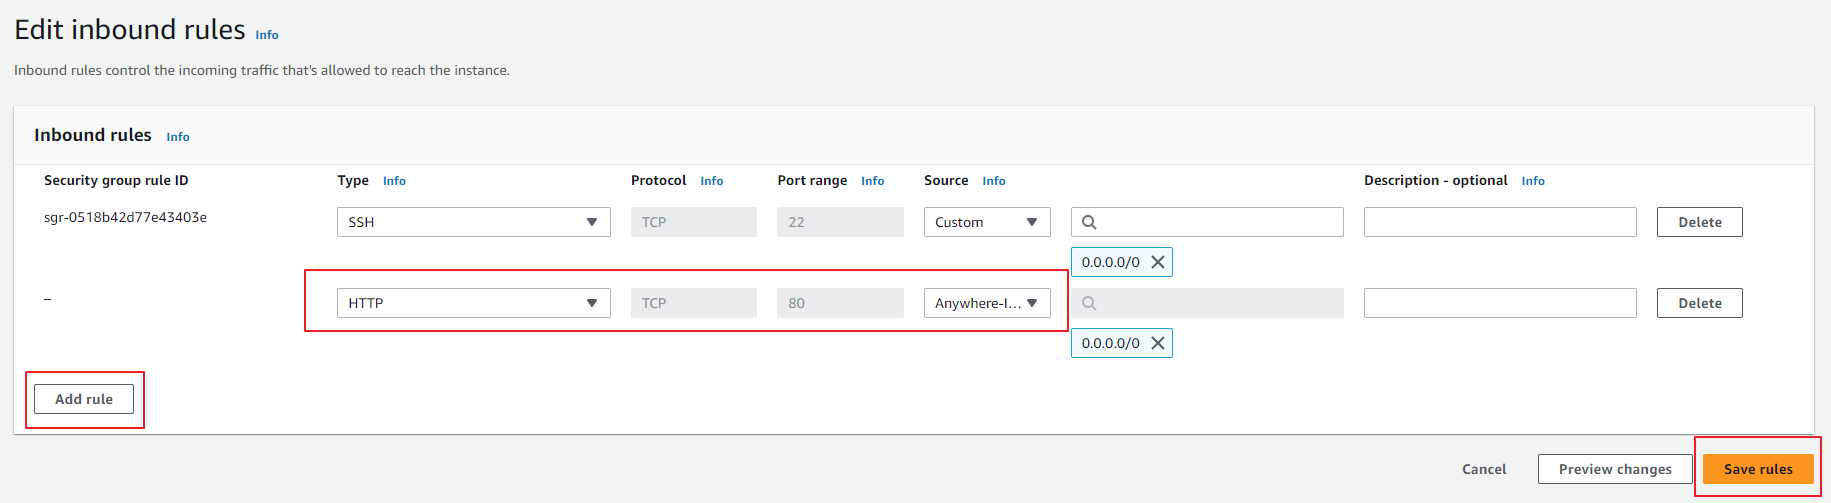 Edit inbound rules Info
Inbound rules control the incoming traffic that's allowed to reach the instance.
Inbound rules Info
Security group rule ID Type Info Protocol Info Port range Info Source Info Description - optional Info
sgr-0518b42d77e43403e SSH TCP 22 Custom Delete
0.0.0.0/0
– HTTP TCP 80 Anywhere-I... Delete
0.0.0.0/0
Add rule
Cancel Preview changes Save rules